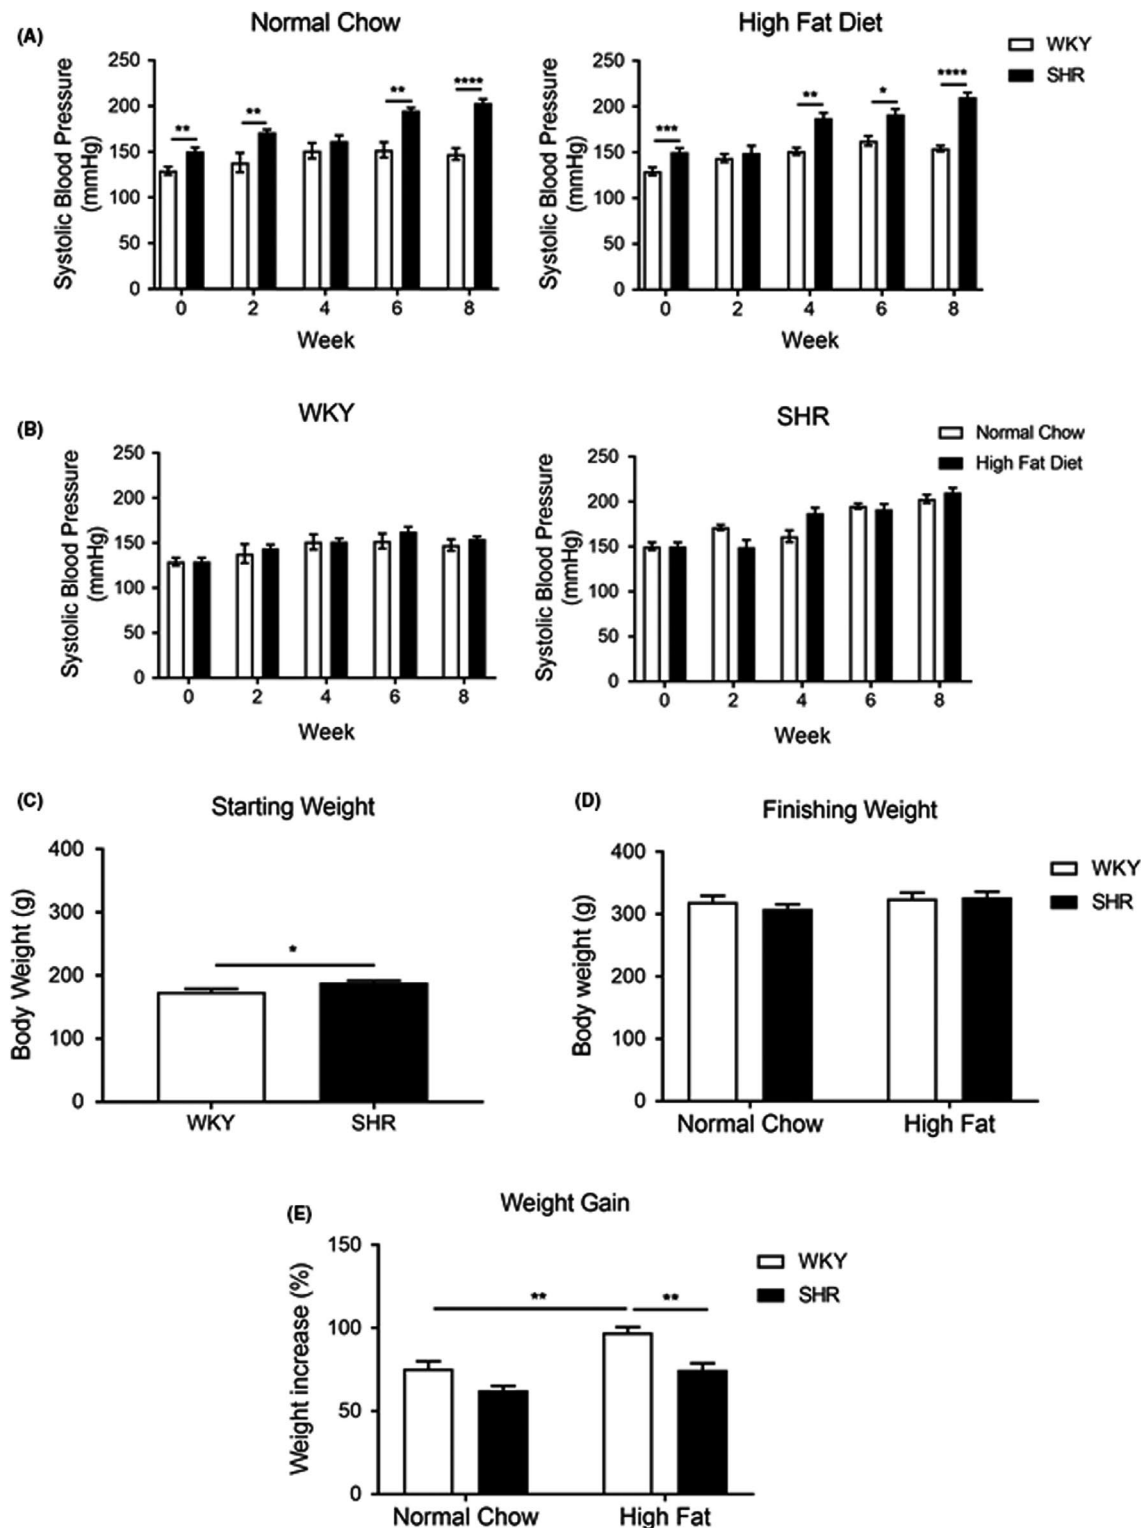 (A)
Normal Chow
High Fat Diet
WKY
SHR
Systolic Blood Pressure
(mmHg)
250
200
150
100
50
0
**
**
**
****
0 2 4 6 8
Week
Systolic Blood Pressure
(mmHg)
250
200
150
100
50
0
***
**
*
****
0 2 4 6 8
Week
(B)
WKY
SHR
Normal Chow
High Fat Diet
Systolic Blood Pressure
(mmHg)
250
200
150
100
50
0
0 2 4 6 8
Week
Systolic Blood Pressure
(mmHg)
250
200
150
100
50
0
0 2 4 6 8
Week
(C)
Starting Weight
Body Weight (g)
400
300
200
100
0
*
WKY SHR
(D)
Finishing Weight
WKY
SHR
Body weight (g)
400
300
200
100
0
Normal Chow High Fat
(E)
Weight Gain
WKY
SHR
Weight increase (%)
150
100
50
0
**
**
Normal Chow High Fat